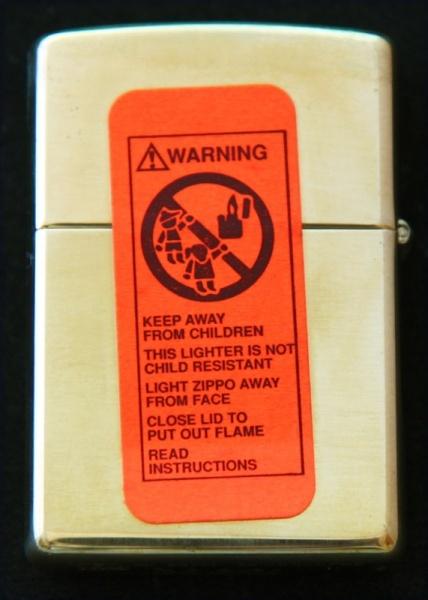 WARNING
KEEP AWAY
FROM CHILDREN
THIS LIGHTER IS NOT
CHILD RESISTANT
LIGHT ZIPPO AWAY
FROM FACE
CLOSE LID TO
PUT OUT FLAME
READ
INSTRUCTIONS